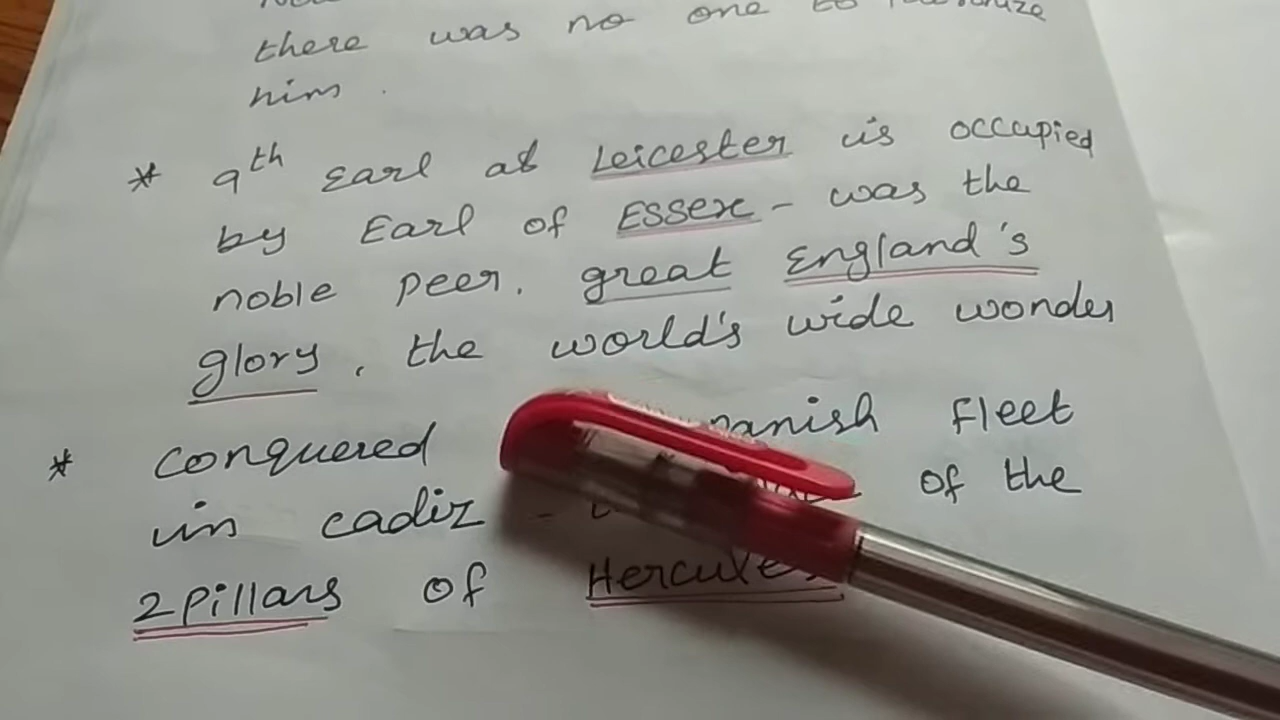 there was no one to
him.
* 9th Earl at Leicester is occupied
by Earl of Essex - was the
noble peer. great England's
glory, the world's wide wonder
* conquered fleet
in cadiz - of the
2 Pillars of Hercules